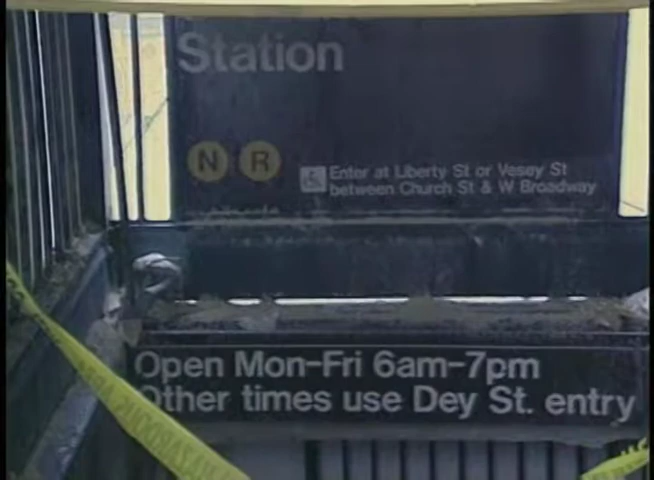 Station
N R
Enter at Liberty St or Vesey St
between Church St & W Broadway
Open Mon-Fri 6am-7pm
Other times use Dey St. entry